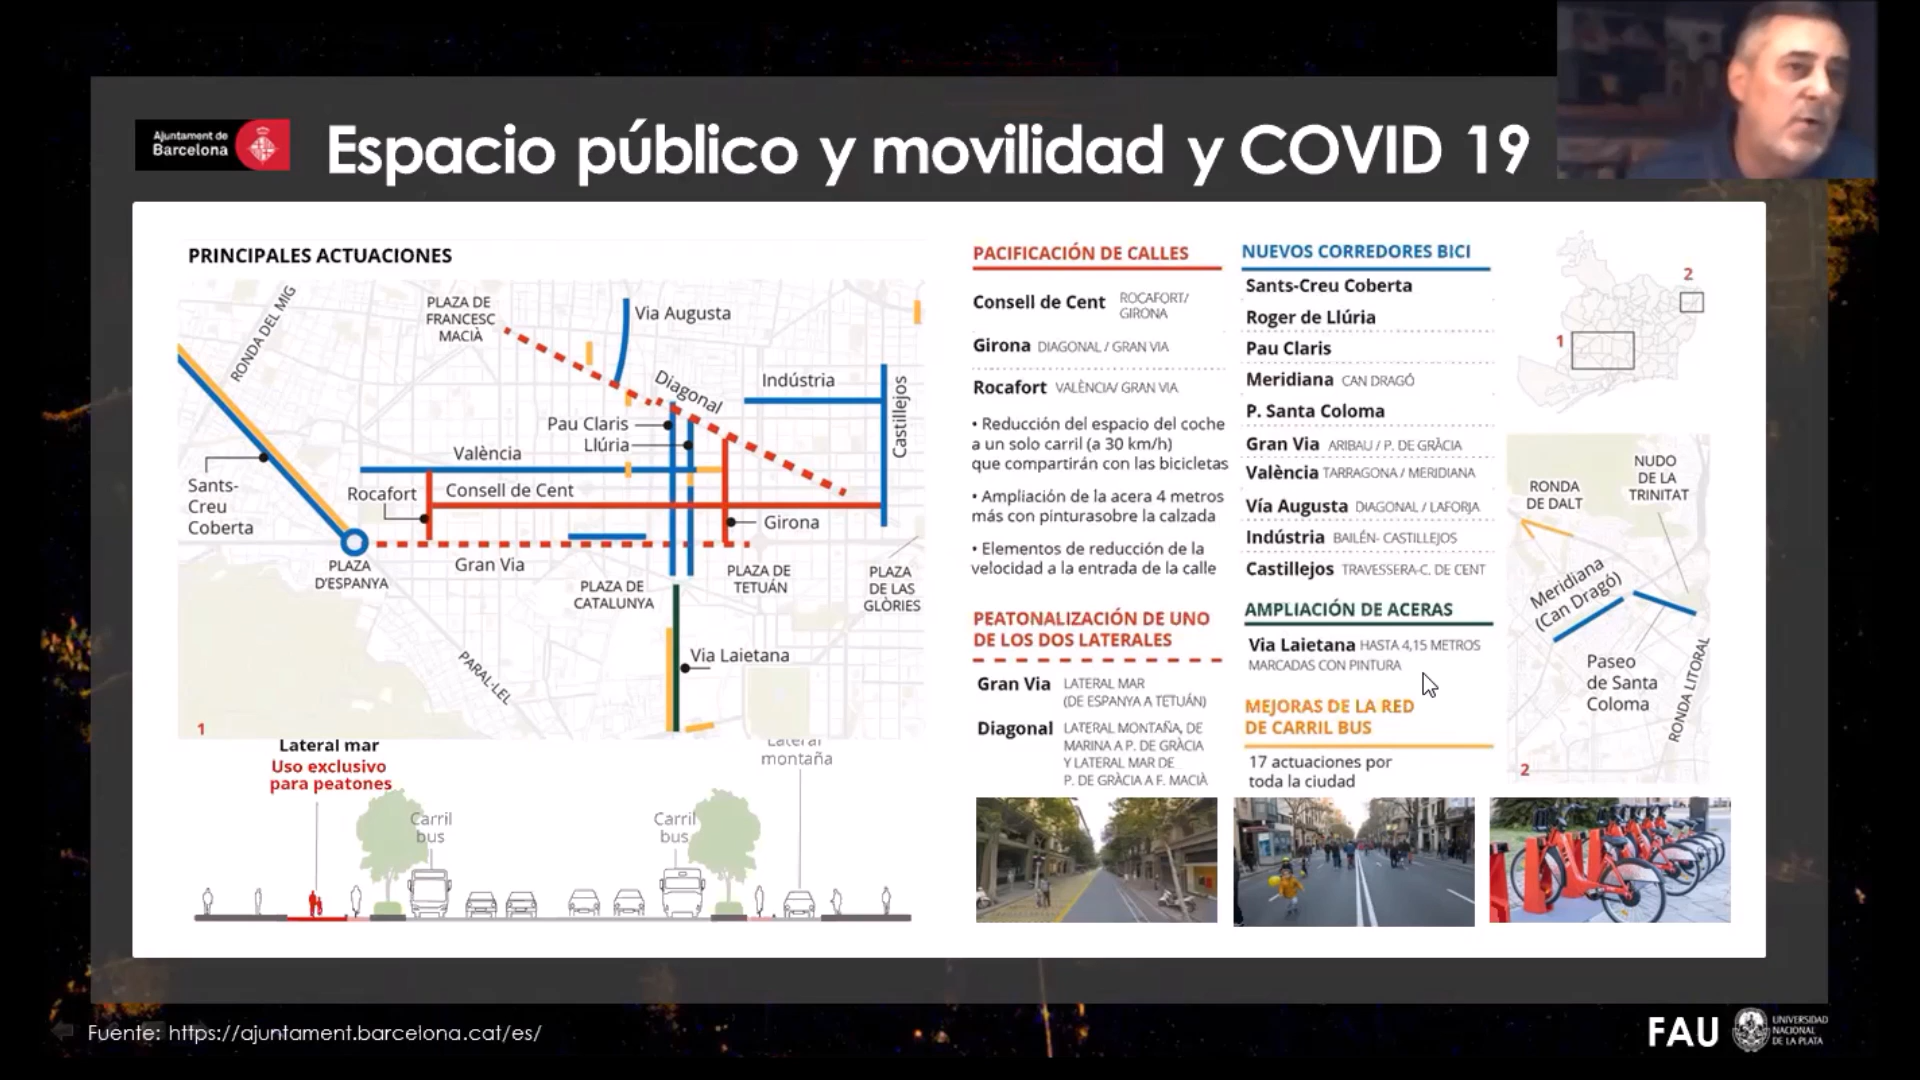 Ajuntament de
Barcelona
Espacio público y movilidad y COVID 19
PRINCIPALES ACTUACIONES
RONDA DEL MIG
PLAZA DE
FRANCESC
MACIÀ
Via Augusta
Diagonal
Indústria
Castillejos
Pau Claris
Llúria
València
Sants-
Creu
Coberta
Rocafort
Consell de Cent
Girona
PLAZA
D'ESPANYA
Gran Via
PLAZA DE
CATALUNYA
PLAZA DE
TETUÁN
PLAZA
DE LAS
GLÒRIES
PARAL·LEL
Via Laietana
1
Lateral mar
Uso exclusivo
para peatones
Carril
bus
Carril
bus
Lateral
montaña
PACIFICACIÓN DE CALLES
Consell de Cent ROCAFORT/
GIRONA
Girona DIAGONAL / GRAN VIA
Rocafort VALÈNCIA/ GRAN VIA
• Reducción del espacio del coche
a un solo carril (a 30 km/h)
que compartirán con las bicicletas
• Ampliación de la acera 4 metros
más con pinturasobre la calzada
• Elementos de reducción de la
velocidad a la entrada de la calle
PEATONALIZACIÓN DE UNO
DE LOS DOS LATERALES
Gran Via LATERAL MAR
(DE ESPANYA A TETUÁN)
Diagonal LATERAL MONTAÑA, DE
MARINA A P. DE GRÀCIA
Y LATERAL MAR DE
P. DE GRÀCIA A F. MACIÀ
NUEVOS CORREDORES BICI
Sants-Creu Coberta
Roger de Llúria
Pau Claris
Meridiana CAN DRAGÓ
P. Santa Coloma
Gran Via ARIBAU / P. DE GRÀCIA
València TARRAGONA / MERIDIANA
Vía Augusta DIAGONAL / LAFORJA
Indústria BAILÉN- CASTILLEJOS
Castillejos TRAVESSERA-C. DE CENT
AMPLIACIÓN DE ACERAS
Via Laietana HASTA 4,15 METROS
MARCADAS CON PINTURA
MEJORAS DE LA RED
DE CARRIL BUS
17 actuaciones por
toda la ciudad
2
1
NUDO
DE LA
TRINITAT
RONDA
DE DALT
Meridiana
(Can Dragó)
Paseo
de Santa
Coloma
RONDA LITORAL
2
Fuente: https://ajuntament.barcelona.cat/es/
FAU
UNIVERSIDAD
NACIONAL
DE LA PLATA